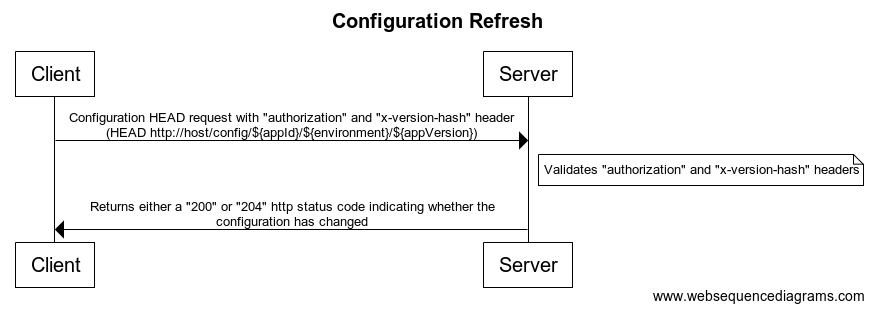 Configuration Refresh
Client
Server
Configuration HEAD request with "authorization" and "x-version-hash" header
(HEAD http://host/config/${appId}/${environment}/${appVersion})
Validates "authorization" and "x-version-hash" headers
Returns either a "200" or "204" http status code indicating whether the
configuration has changed
Client
Server
www.websequencediagrams.com